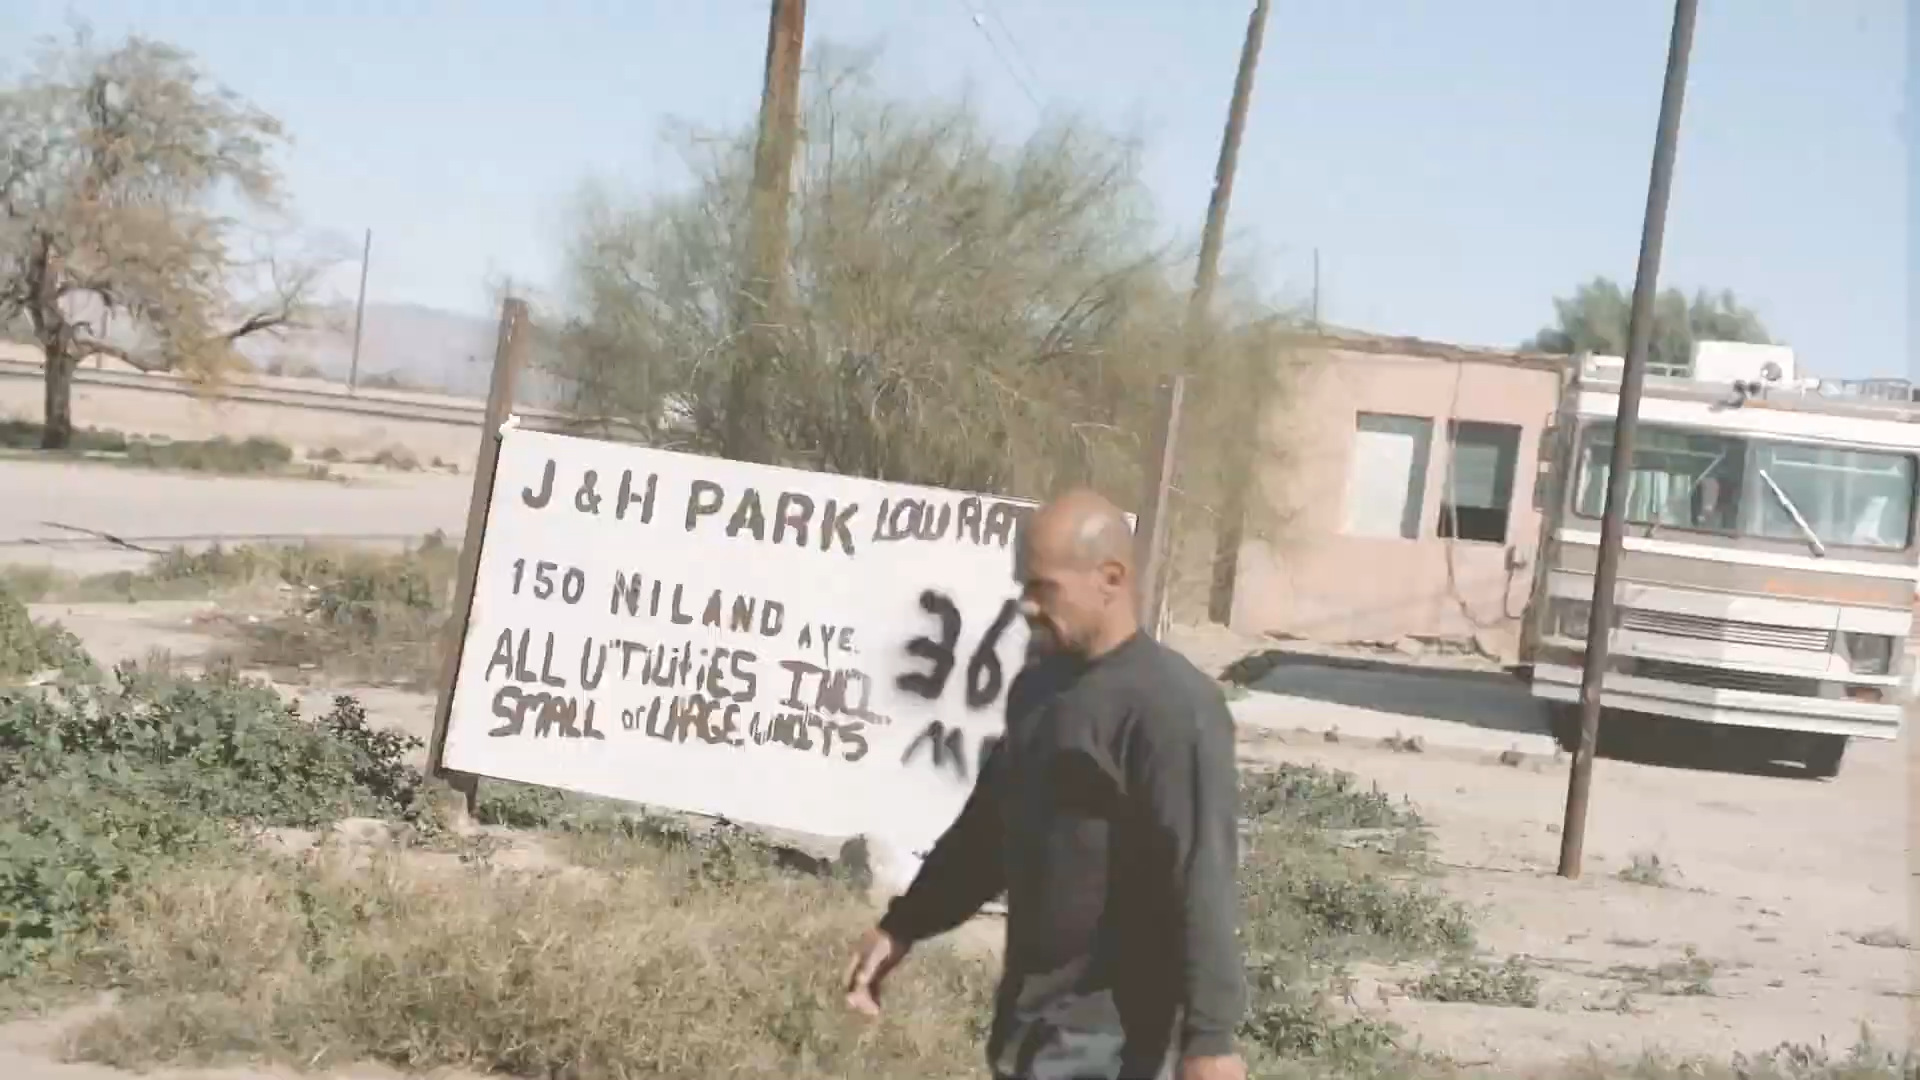 J & H PARK LOW RAT
150 NILAND AVE.
36
ALL UTILITIES INCL.
SMALL or LARGE UNITS